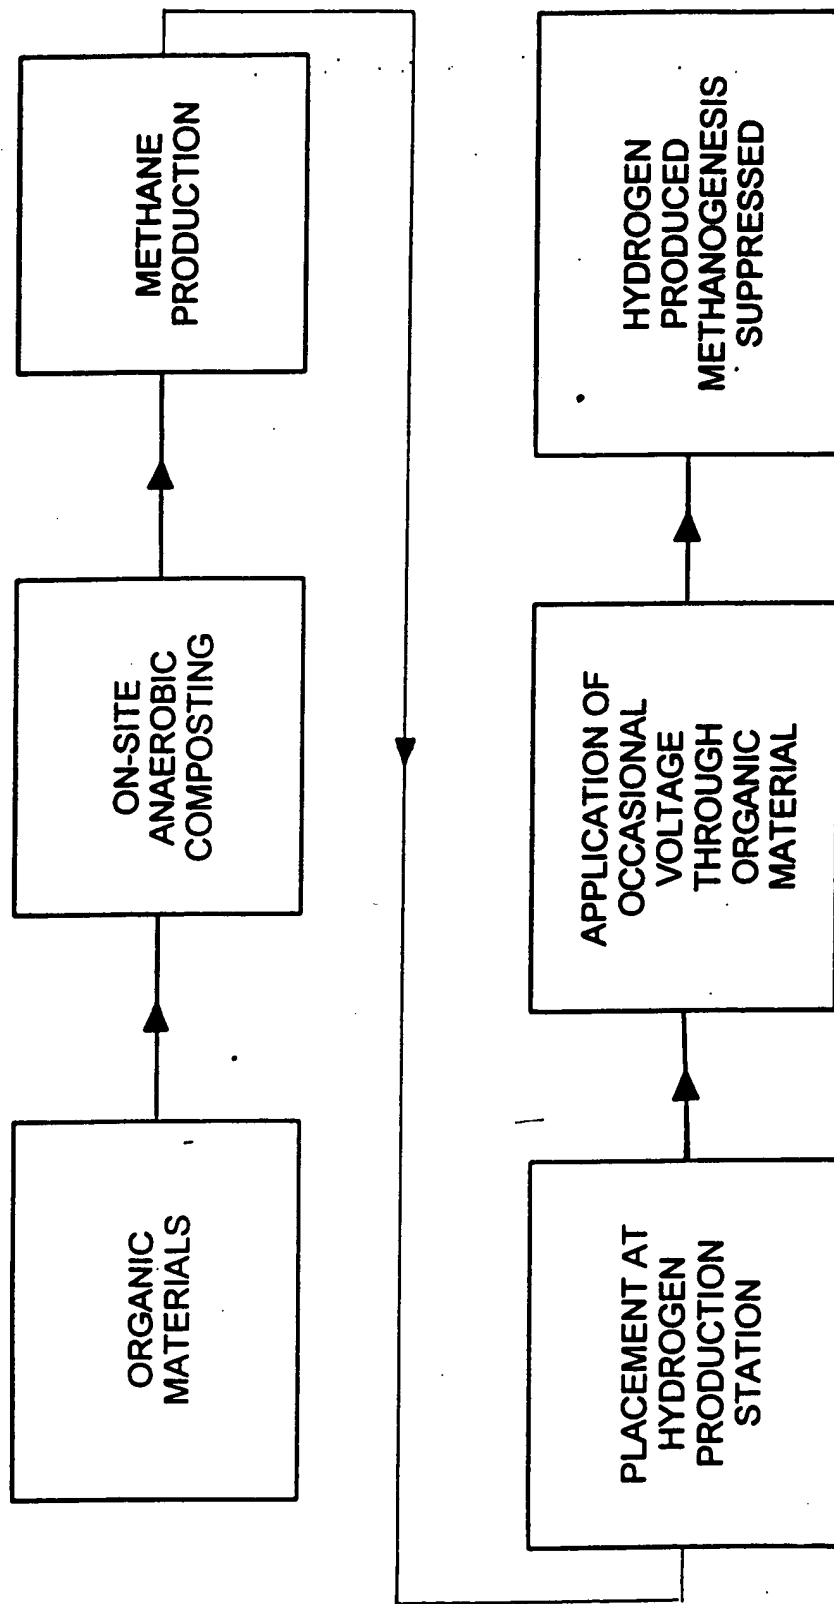 ORGANIC
MATERIALS
ON-SITE
ANAEROBIC
COMPOSTING
METHANE
PRODUCTION
PLACEMENT AT
HYDROGEN
PRODUCTION
STATION
APPLICATION OF
OCCASIONAL
VOLTAGE
THROUGH
ORGANIC
MATERIAL
HYDROGEN
PRODUCED
METHANOGENESIS
SUPPRESSED